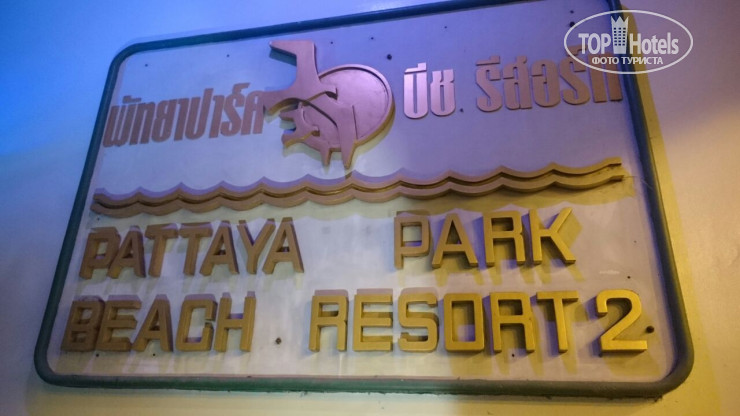 TOP Hotels
ФОТО ТУРИСТА
พัทยาปาร์ค บีช รีสอร์ท
PATTAYA PARK
BEACH RESORT 2